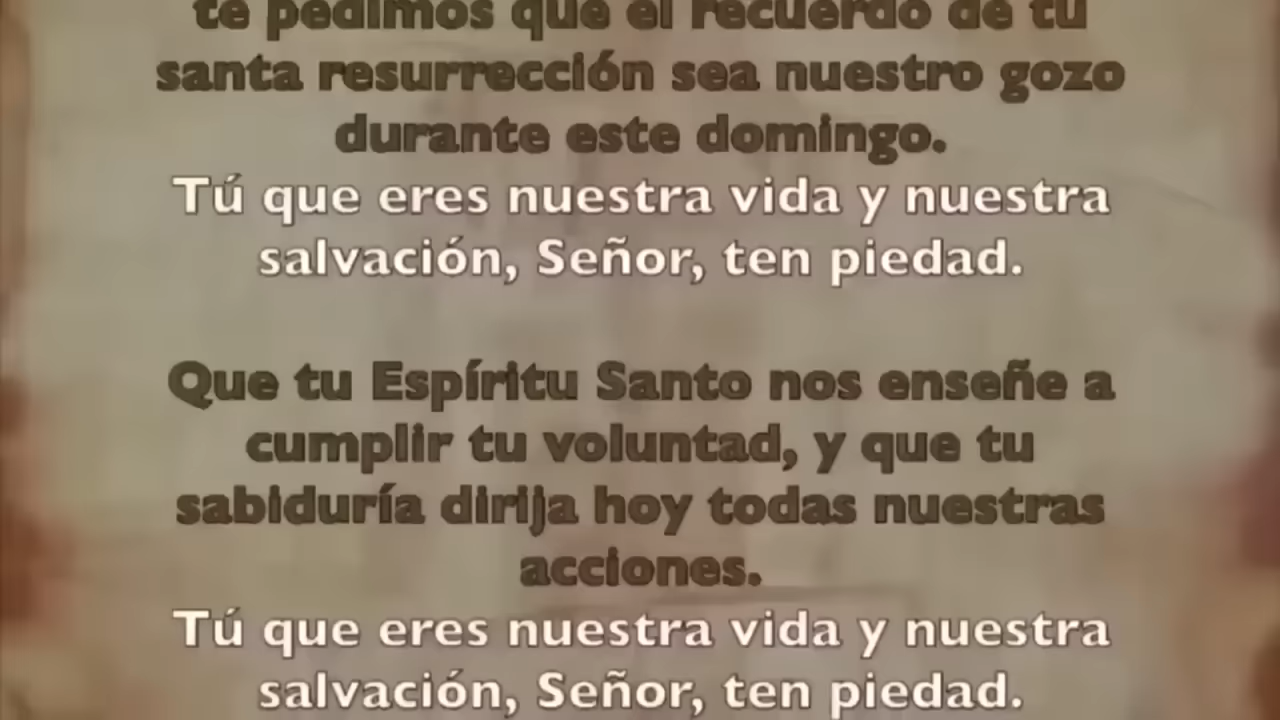 te pedimos que el recuerdo de tu
santa resurrección sea nuestro gozo
durante este domingo.
Tú que eres nuestra vida y nuestra
salvación, Señor, ten piedad.
Que tu Espíritu Santo nos enseñe a
cumplir tu voluntad, y que tu
sabiduría dirija hoy todas nuestras
acciones.
Tú que eres nuestra vida y nuestra
salvación, Señor, ten piedad.